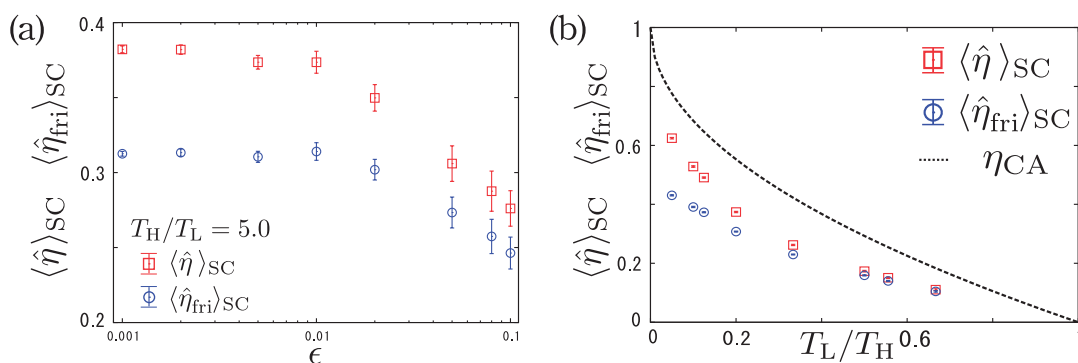 (a)
0.4
0.3
0.2
⟨η̂⟩SC ⟨η̂fri⟩SC
TH/TL = 5.0
⟨η̂⟩SC
⟨η̂fri⟩SC
0.001 0.01 0.1
ϵ
(b)
1
0.6
0.2
0
⟨η̂⟩SC ⟨η̂fri⟩SC
⟨η̂⟩SC
⟨η̂fri⟩SC
ηCA
0 0.2 0.6
TL/TH